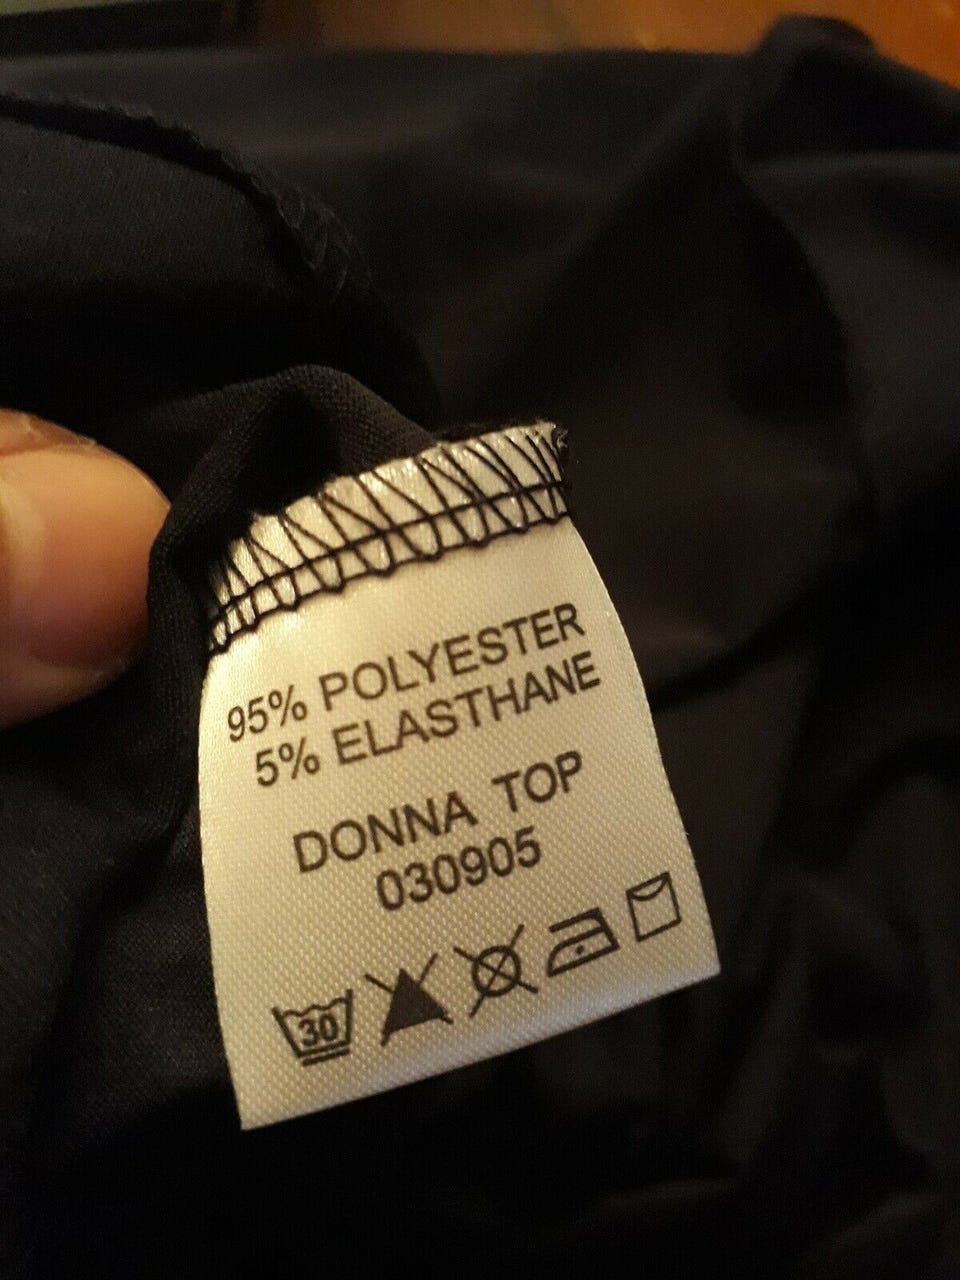 95% POLYESTER
5% ELASTHANE
DONNA TOP
030905
30